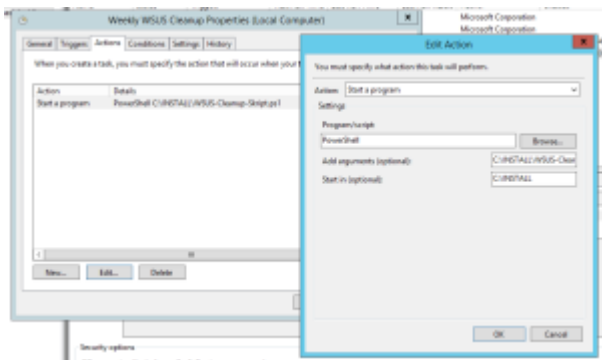 Weekly WSUS Cleanup Properties (Local Computer)
Microsoft Corporation
Microsoft Corporation
General Triggers Actions Conditions Settings History
When you create a task, you must specify the action that will occur when your t
Action Details
Start a program PowerShell C:\INSTALL\WSUS-Cleanup-Skript.ps1
New... Edit... Delete
Security options
Edit Action
You must specify what action this task will perform.
Action: Start a program
Settings
Program/script:
PowerShell Browse...
Add arguments (optional): C:\INSTALL\WSUS-Clean
Start in (optional): C:\INSTALL
OK Cancel